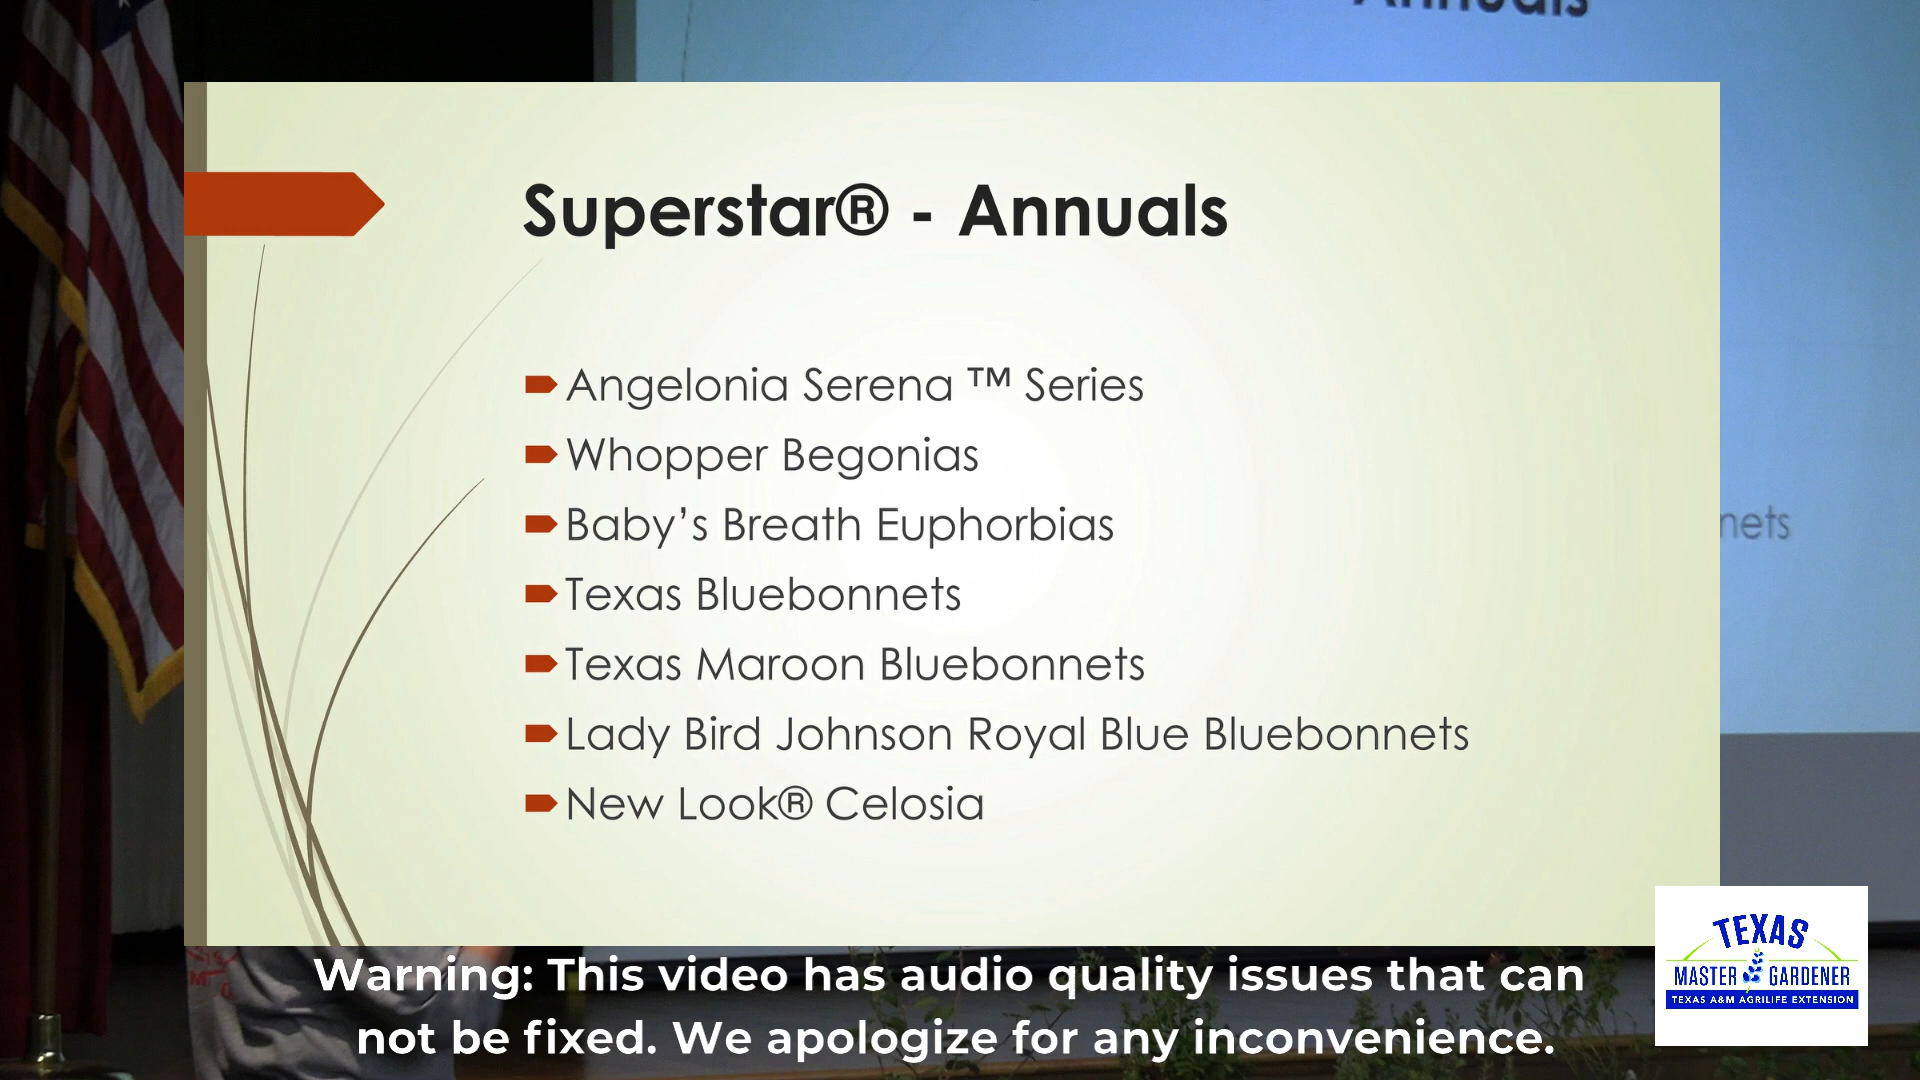 Annuals
Superstar® - Annuals
Angelonia Serena ™ Series
Whopper Begonias
Baby’s Breath Euphorbias
Texas Bluebonnets
Texas Maroon Bluebonnets
Lady Bird Johnson Royal Blue Bluebonnets
New Look® Celosia
nets
TEXAS
MASTER GARDENER
TEXAS A&M AGRILIFE EXTENSION
Warning: This video has audio quality issues that can
not be fixed. We apologize for any inconvenience.